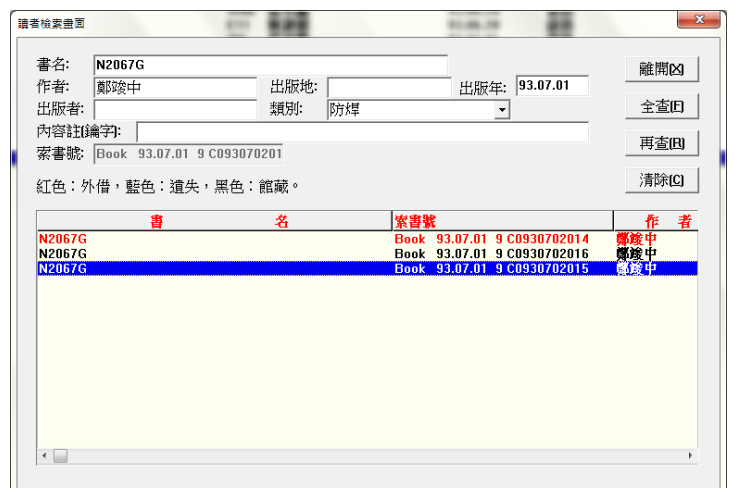 讀者檢索畫面
書名: N2067G
離開(X)
作者: 鄭竣中 出版地: 出版年: 93.07.01
出版者: 類別: 防焊
全查(F)
內容註(鑰字):
再查(R)
索書號: Book 93.07.01 9 C093070201
紅色：外借，藍色：遺失，黑色：館藏。
清除(C)
書 名 索書號 作 者
N2067G Book 93.07.01 9 C0930702014 鄭竣中
N2067G Book 93.07.01 9 C0930702016 鄭竣中
N2067G Book 93.07.01 9 C0930702015 鄭竣中